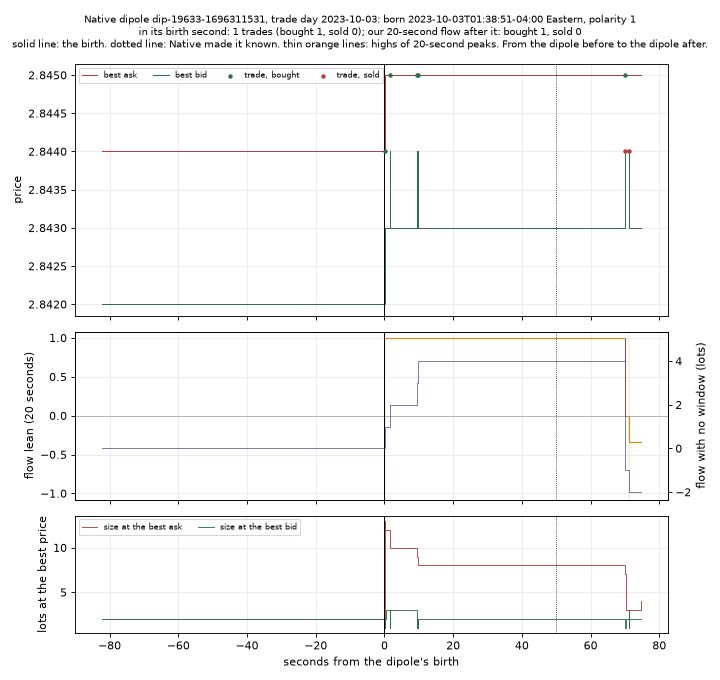 Native dipole dip-19633-1696311531, trade day 2023-10-03: born 2023-10-03T01:38:51-04:00 Eastern, polarity 1
in its birth second: 1 trades (bought 1, sold 0); our 20-second flow after it: bought 1, sold 0
solid line: the birth. dotted line: Native made it known. thin orange lines: highs of 20-second peaks. From the dipole before to the dipole after.
best ask
best bid
trade, bought
trade, sold
2.8450
2.8445
2.8440
2.8435
2.8430
2.8425
2.8420
price
1.0
0.5
0.0
−0.5
−1.0
flow lean (20 seconds)
4
2
0
−2
flow with no window (lots)
size at the best ask
size at the best bid
10
5
lots at the best price
−80
−60
−40
−20
0
20
40
60
80
seconds from the dipole's birth